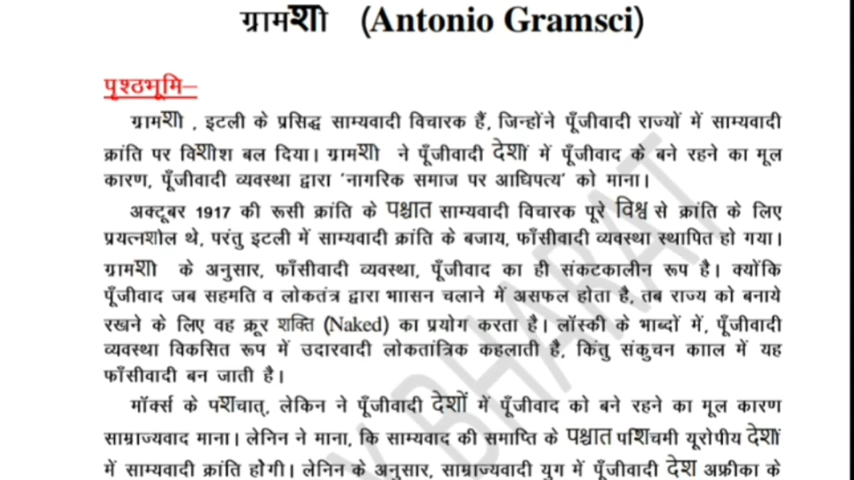 ग्रामशी (Antonio Gramsci)
पृश्ठभूमि–
ग्रामशी , इटली के प्रसिद्ध साम्यवादी विचारक हैं, जिन्होंने पूँजीवादी राज्यों में साम्यवादी
क्रांति पर विशेश बल दिया। ग्रामशी ने पूँजीवादी देशों में पूँजीवाद के बने रहने का मूल
कारण, पूँजीवादी व्यवस्था द्वारा ‘नागरिक समाज पर आधिपत्य’ को माना।
अक्टूबर 1917 की रूसी क्रांति के पश्चात साम्यवादी विचारक पूरे विश्व से क्रांति के लिए
प्रयत्नशील थे, परंतु इटली में साम्यवादी क्रांति के बजाय, फाँसीवादी व्यवस्था स्थापित हो गया।
ग्रामशी के अनुसार, फाँसीवादी व्यवस्था, पूँजीवाद का ही संकटकालीन रूप है। क्योंकि
पूँजीवाद जब सहमति व लोकतंत्र द्वारा भाासन चलाने में असफल होता है, तब राज्य को बनाये
रखने के लिए वह क्रूर शक्ति (Naked) का प्रयोग करता है। लॉस्की के भाब्दों में, पूँजीवादी
व्यवस्था विकसित रूप में उदारवादी लोकतांत्रिक कहलाती है, किंतु संकुचन कााल में यह
फाँसीवादी बन जाती है।
मॉर्क्स के पशचात्, लेकिन ने पूँजीवादी देशों में पूँजीवाद को बने रहने का मूल कारण
साम्राज्यवाद माना। लेनिन ने माना, कि साम्यवाद की समाप्ति के पश्चात पशिचमी यूरोपीय देशों
में साम्यवादी क्रांति होगी। लेनिन के अनुसार, साम्राज्यवादी युग में पूँजीवादी देश अफ्रीका के
BHARAT